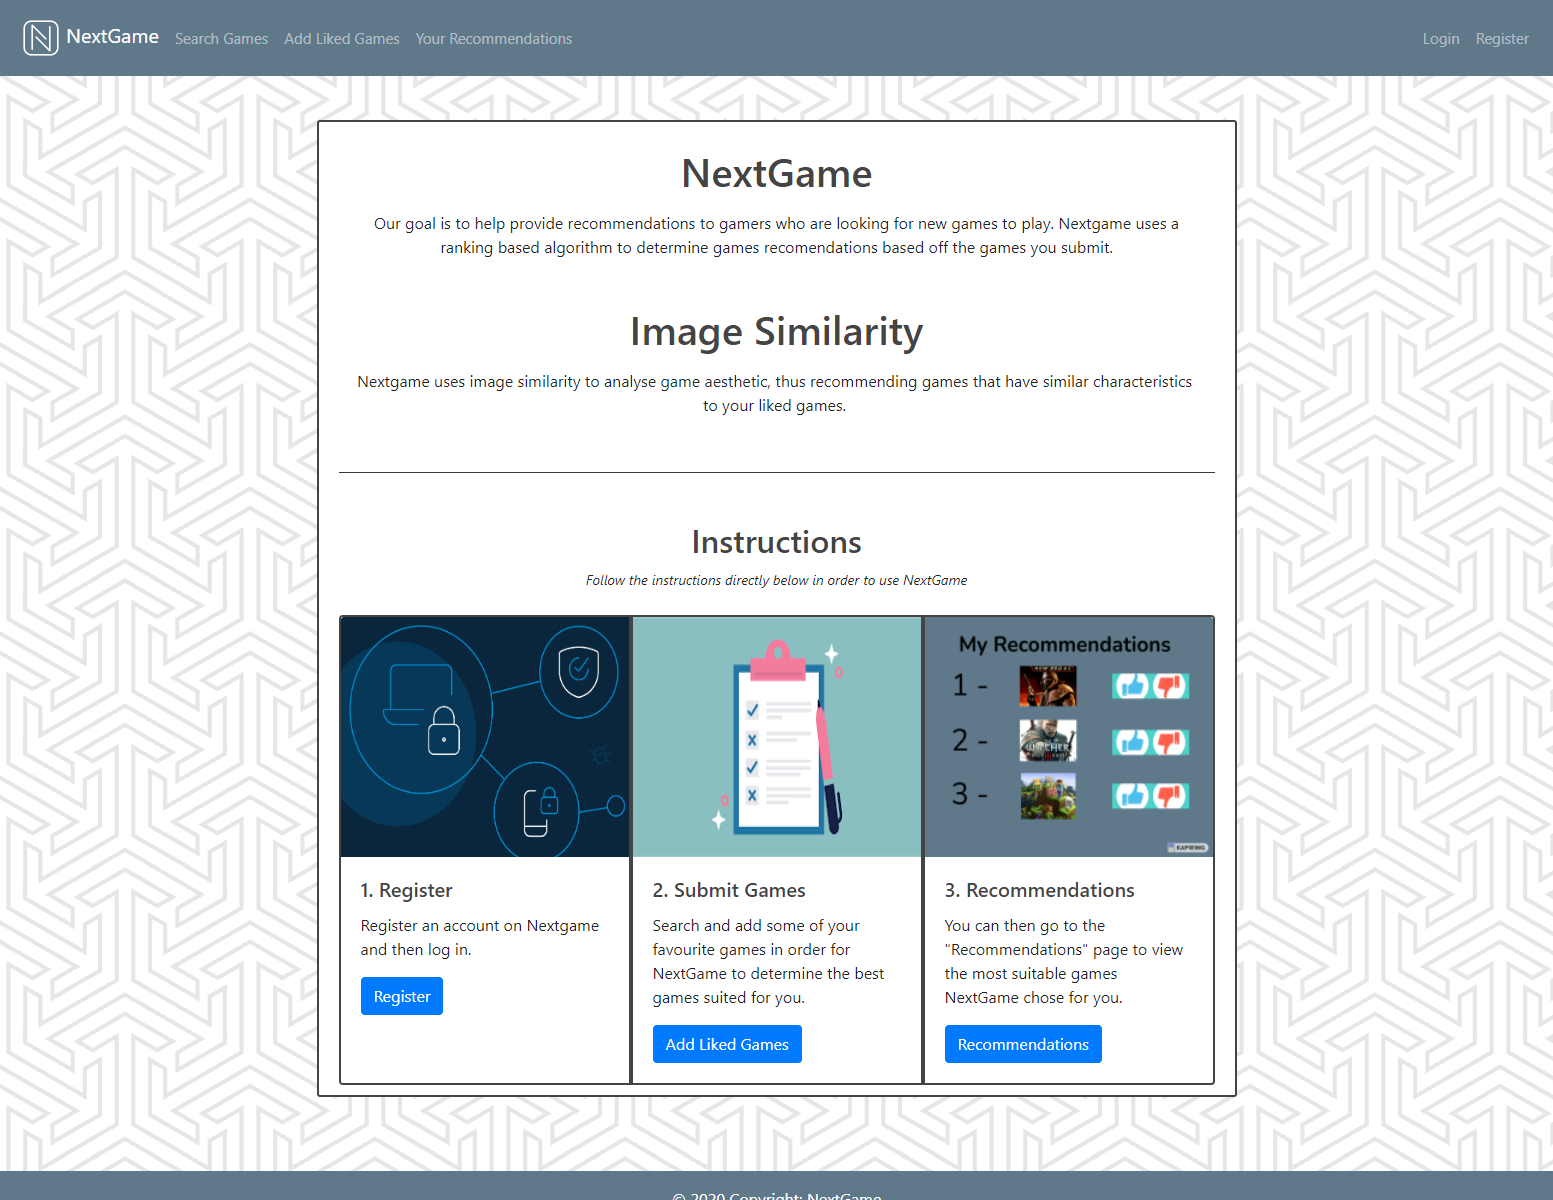 NextGame
Search Games
Add Liked Games
Your Recommendations
Login
Register
NextGame
Our goal is to help provide recommendations to gamers who are looking for new games to play. Nextgame uses a
ranking based algorithm to determine games recomendations based off the games you submit.
Image Similarity
Nextgame uses image similarity to analyse game aesthetic, thus recommending games that have similar characteristics
to your liked games.
Instructions
Follow the instructions directly below in order to use NextGame
My Recommendations
1 -
2 -
WITCHER
3 -
KAPWING
1. Register
Register an account on Nextgame
and then log in.
Register
2. Submit Games
Search and add some of your
favourite games in order for
NextGame to determine the best
games suited for you.
Add Liked Games
3. Recommendations
You can then go to the
"Recommendations" page to view
the most suitable games
NextGame chose for you.
Recommendations
© 2020 Copyright: NextGame